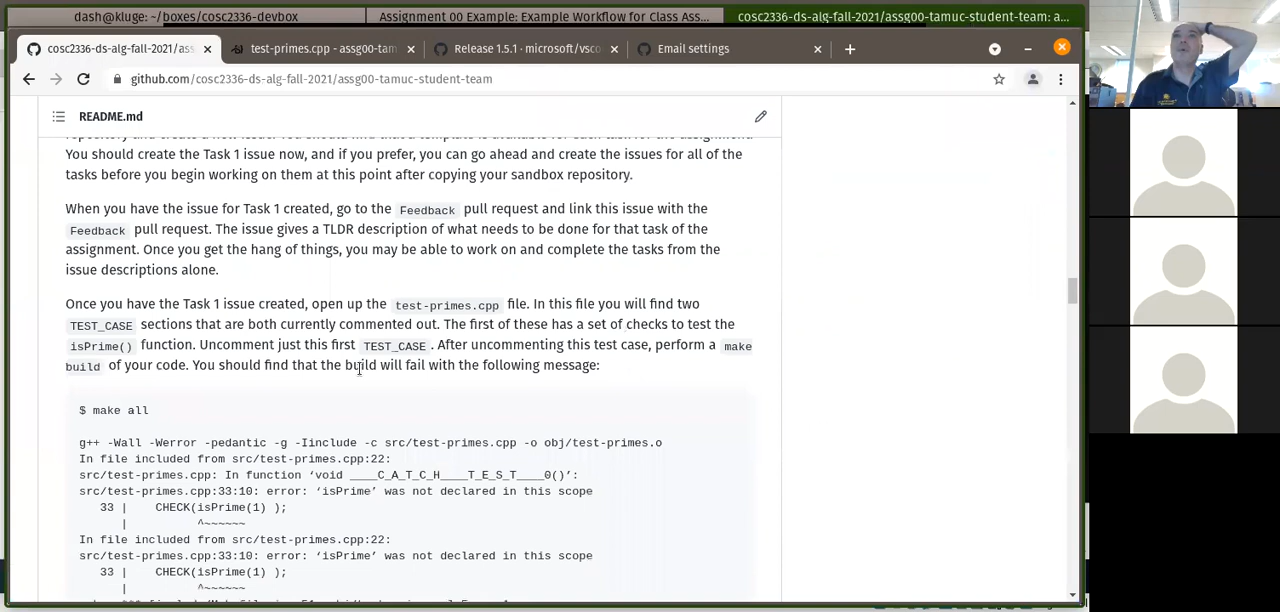 dash@kluge: ~/boxes/cosc2336-devbox
Assignment 00 Example: Example Workflow for Class Ass...
cosc2336-ds-alg-fall-2021/assg00-tamuc-student-team: a...
cosc2336-ds-alg-fall-2021/ass
test-primes.cpp - assg00-tam
Release 1.5.1 · microsoft/vsco
Email settings
github.com/cosc2336-ds-alg-fall-2021/assg00-tamuc-student-team
README.md
You should create the Task 1 issue now, and if you prefer, you can go ahead and create the issues for all of the
tasks before you begin working on them at this point after copying your sandbox repository.
When you have the issue for Task 1 created, go to the Feedback pull request and link this issue with the
Feedback pull request. The issue gives a TLDR description of what needs to be done for that task of the
assignment. Once you get the hang of things, you may be able to work on and complete the tasks from the
issue descriptions alone.
Once you have the Task 1 issue created, open up the test-primes.cpp file. In this file you will find two
TEST_CASE sections that are both currently commented out. The first of these has a set of checks to test the
isPrime() function. Uncomment just this first TEST_CASE. After uncommenting this test case, perform a make
build of your code. You should find that the build will fail with the following message:
$ make all
g++ -Wall -Werror -pedantic -g -Iinclude -c src/test-primes.cpp -o obj/test-primes.o
In file included from src/test-primes.cpp:22:
src/test-primes.cpp: In function ‘void ____C_A_T_C_H____T_E_S_T____0()’:
src/test-primes.cpp:33:10: error: ‘isPrime’ was not declared in this scope
33 |    CHECK(isPrime(1) );
|          ^~~~~~~
In file included from src/test-primes.cpp:22:
src/test-primes.cpp:33:10: error: ‘isPrime’ was not declared in this scope
33 |    CHECK(isPrime(1) );
|          ^~~~~~~